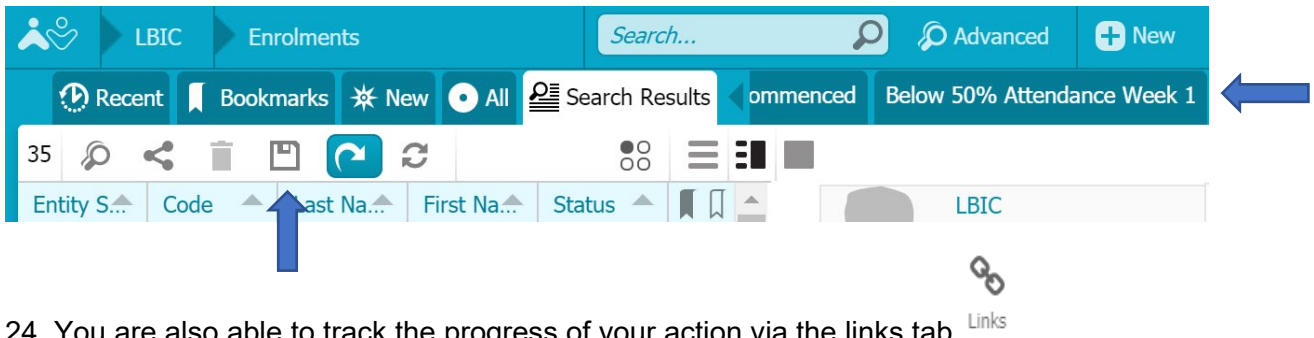 LBIC Enrolments Search... Advanced New
Recent Bookmarks New All Search Results ommenced Below 50% Attendance Week 1
35
Entity S... Code Last Na... First Na... Status LBIC
Links
24. You are also able to track the progress of your action via the links tab